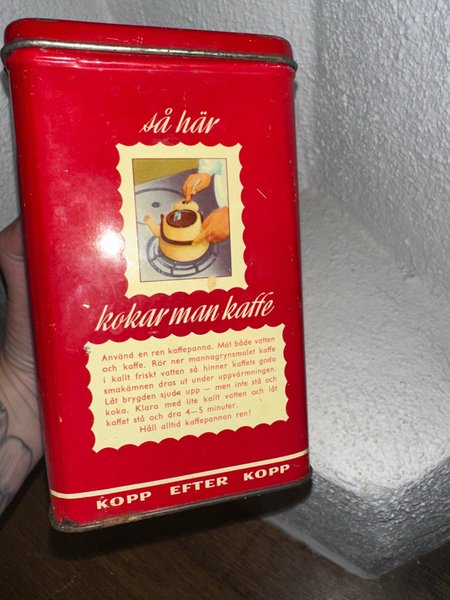 så här
kokar man kaffe
Använd en ren kaffepanna. Mät både vatten
och kaffe. Rör ner mannagrynsmalet kaffe
i kallt friskt vatten så hinner kaffets goda
smakämnen dras ut under uppvärmningen.
Låt brygden sjuda upp — men inte stå och
koka. Klara med lite kallt vatten och låt
kaffet stå och dra 4—5 minuter.
Håll alltid kaffepannan ren!
KOPP EFTER KOPP